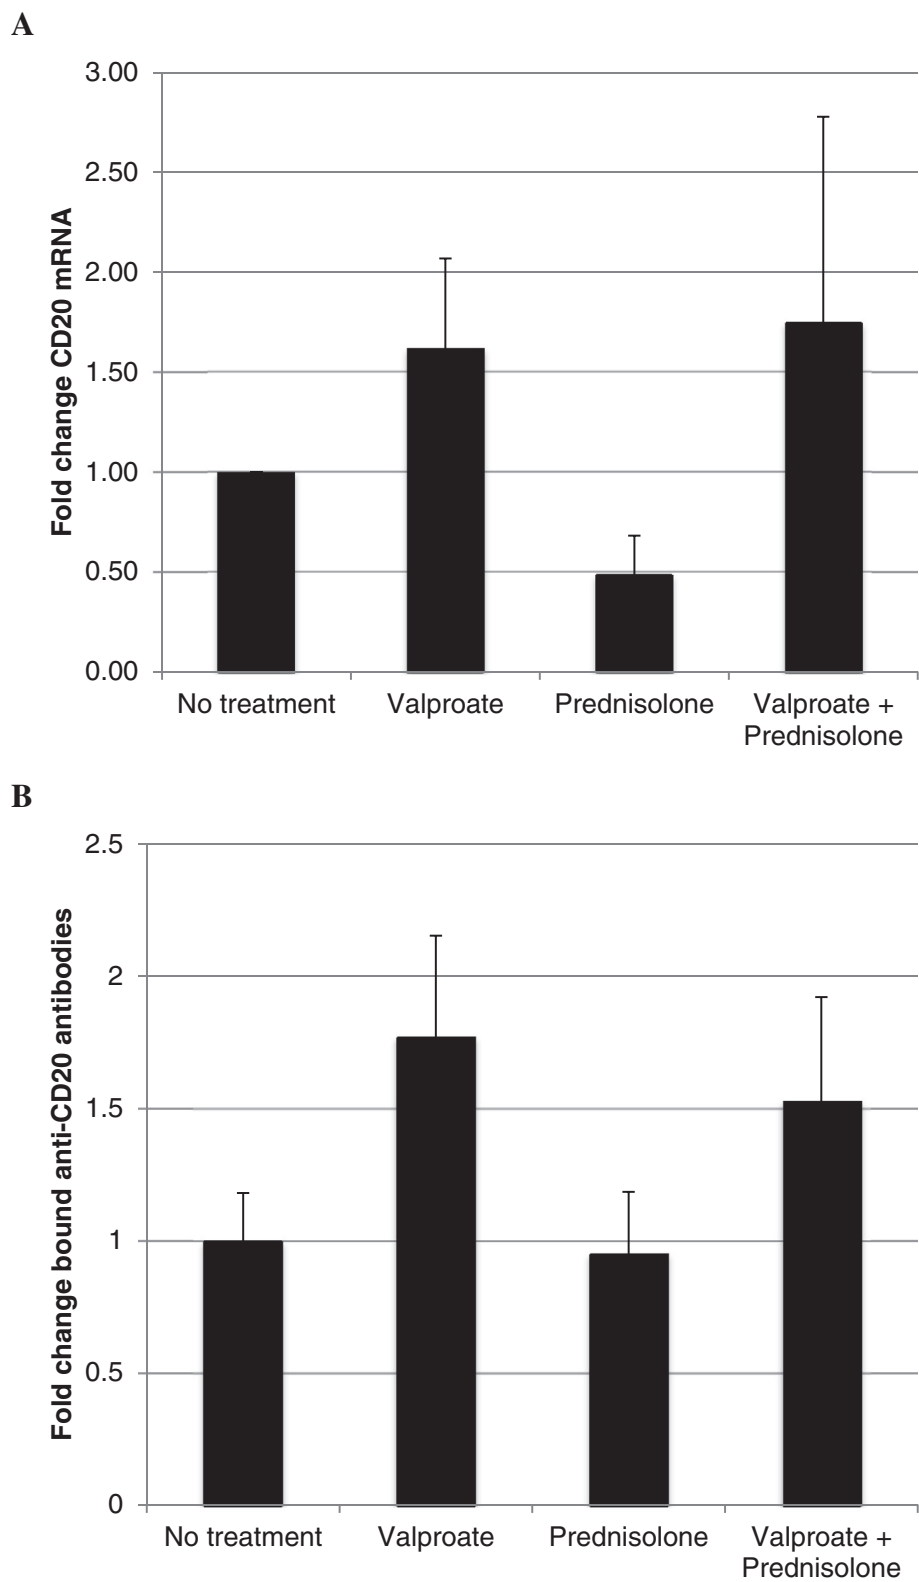 A
Fold change CD20 mRNA
3.00
2.50
2.00
1.50
1.00
0.50
0.00
No treatment
Valproate
Prednisolone
Valproate +
Prednisolone
B
Fold change bound anti-CD20 antibodies
2.5
2
1.5
1
0.5
0
No treatment
Valproate
Prednisolone
Valproate +
Prednisolone